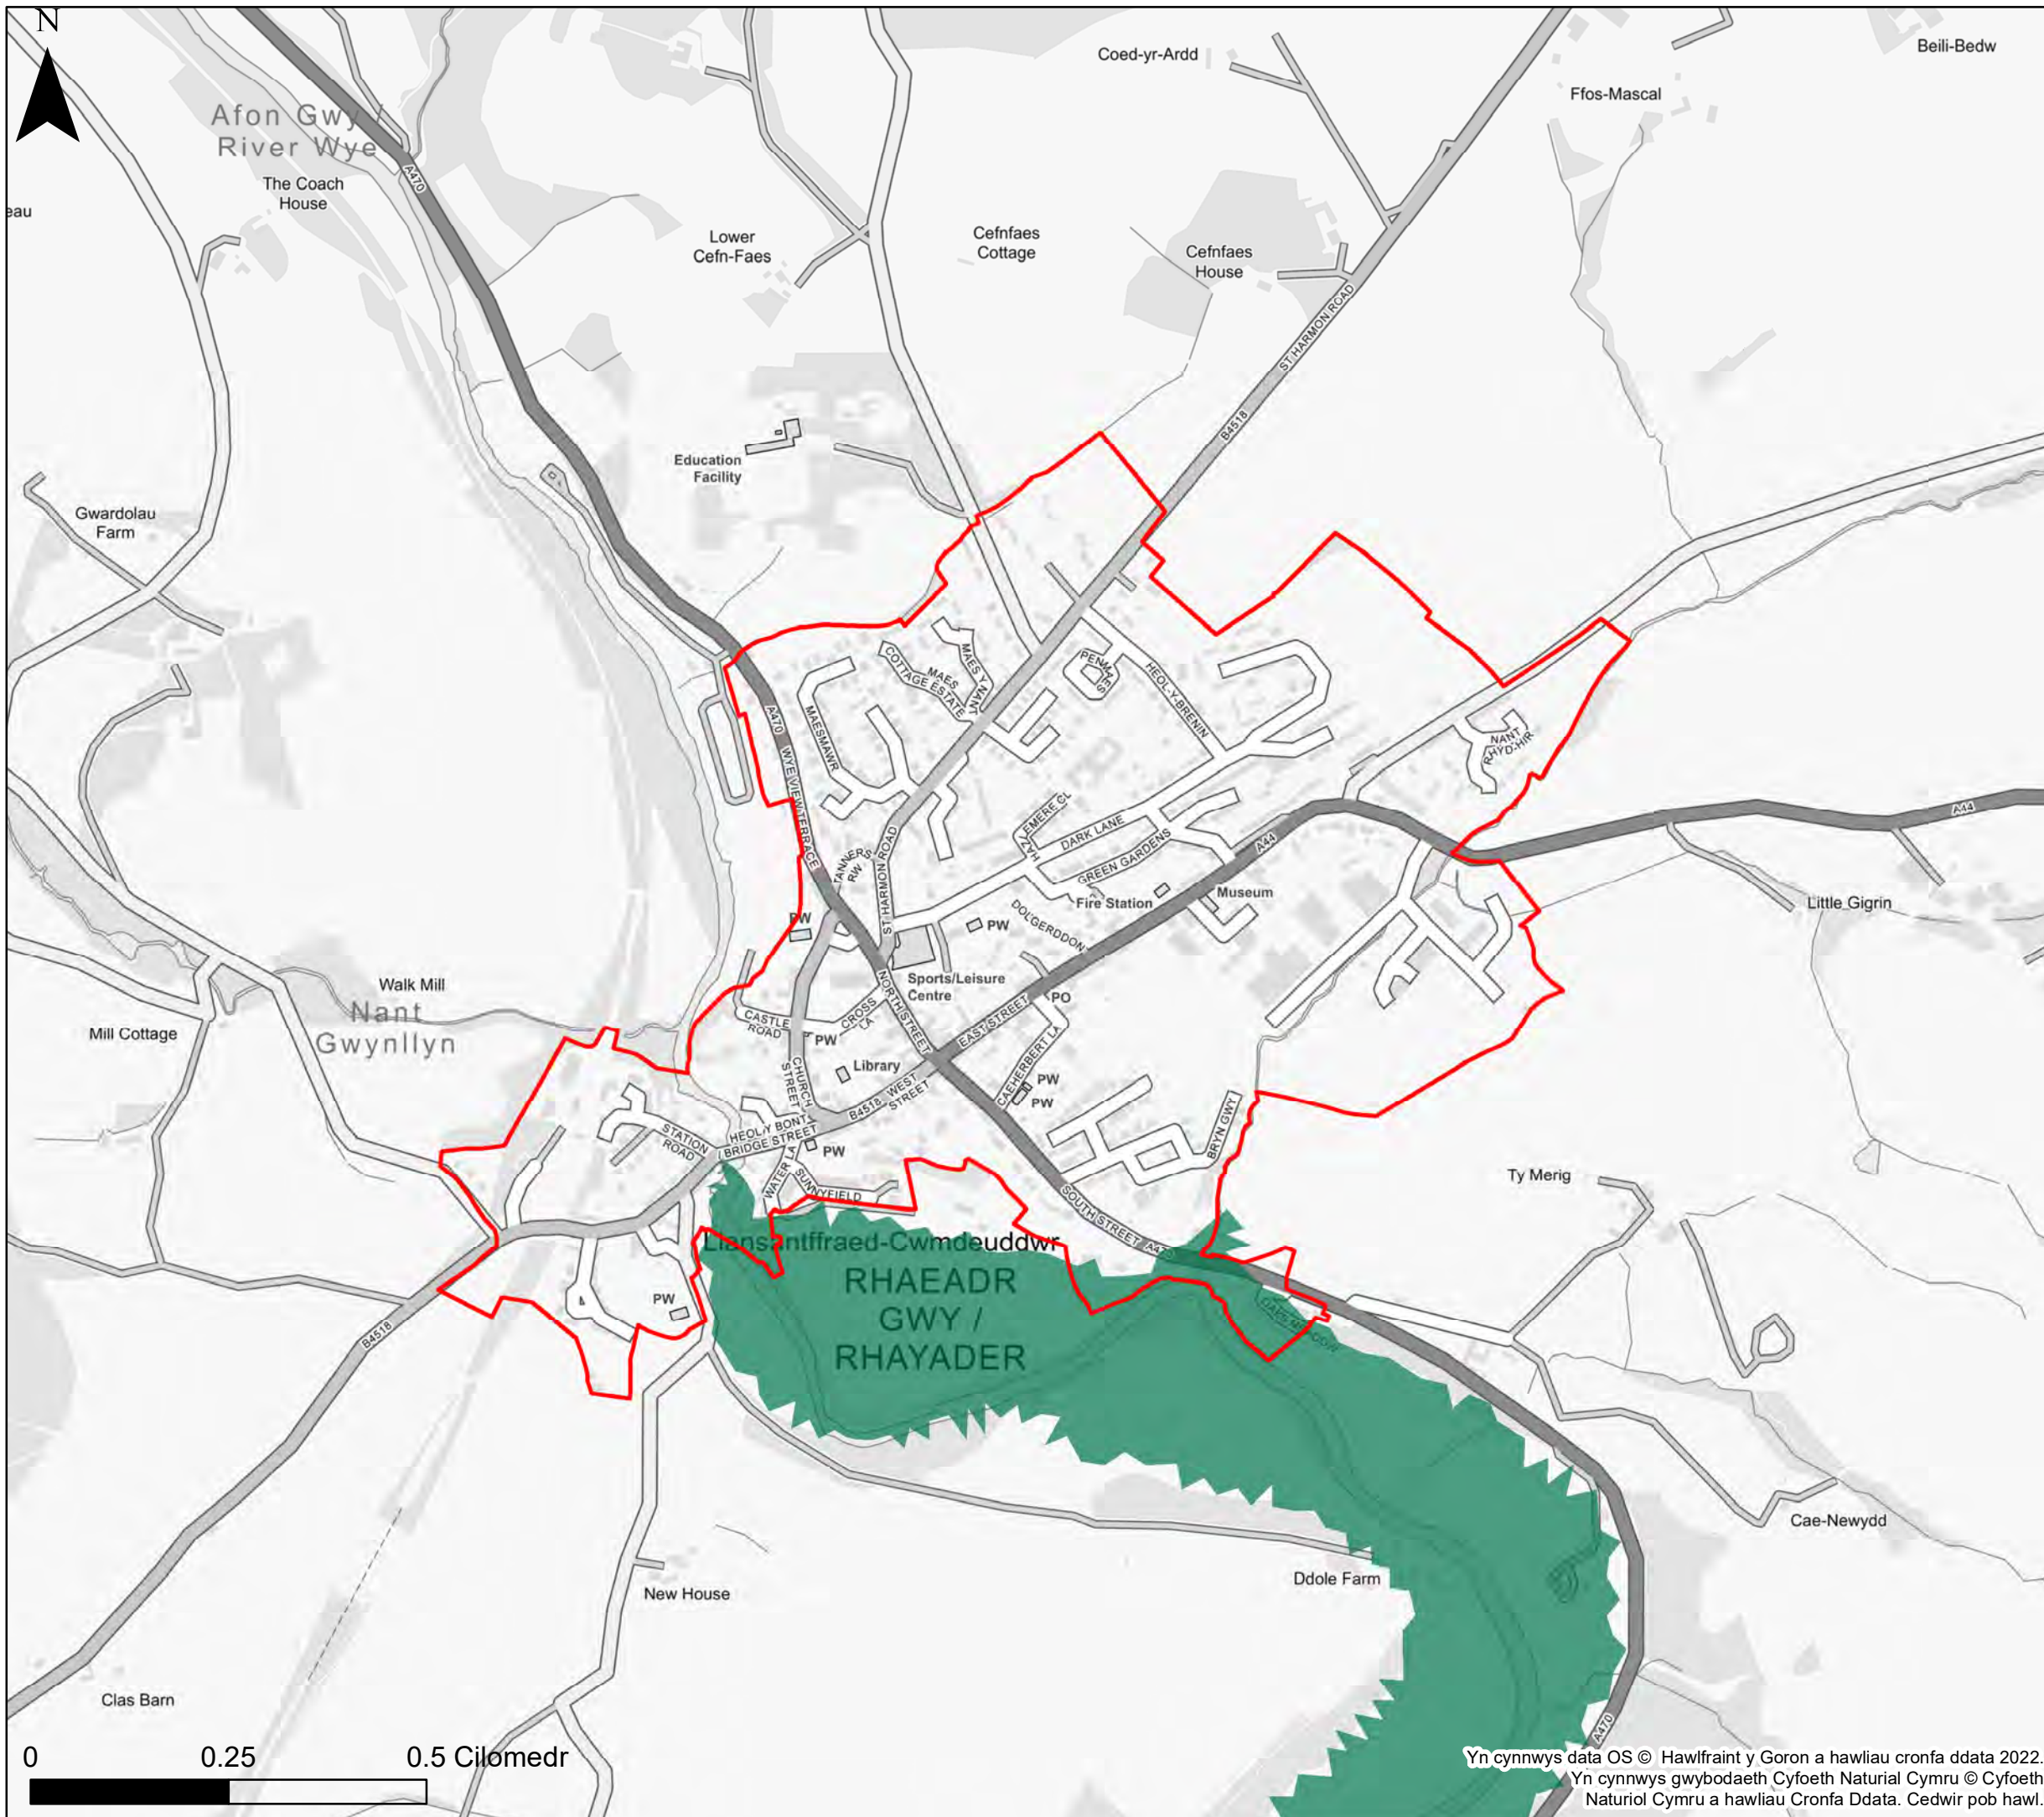 N
Coed-yr-Ardd
Beili-Bedw
Ffos-Mascal
Afon Gwy /
River Wye
A470
The Coach
House
eau
Lower
Cefn-Faes
Cefnfaes
Cottage
Cefnfaes
House
ST HARMON ROAD
B4518
Education
Facility
Gwardolau
Farm
MAES Y NANT
MAES
COTTAGE ESTATE
PENMAES
HEOL-Y-BRENIN
MAESMAWR
A470
WYE VIEW TERRACE
NANT
RHYD-HIR
HAZLEMERE CL
DARK LANE
GREEN GARDENS
A44
A44
TANNERS
RW
ST HARMON ROAD
Fire Station
Museum
Little Gigrin
PW
PW
DOLGERDDON
Sports/Leisure
Centre
NORTH STREET
CROSS
LA
CASTLE
ROAD
PW
PO
EAST STREET
CAEHERBERT LA
Walk Mill
Nant
Gwynllyn
Mill Cottage
Library
CHURCH
STREET
B4518 WEST
STREET
PW
PW
BRYN GWY
STATION
ROAD
HEOL Y BONT
/ BRIDGE STREET
PW
WATER LA
SUNNYFIELD
Ty Merig
SOUTH STREET A470
Llansantffraed-Cwmdeuddwr
RHAEADR
GWY /
RHAYADER
PW
B4518
Cae-Newydd
Ddole Farm
New House
Clas Barn
A470
0 0.25 0.5 Cilomedr
Yn cynnwys data OS © Hawlfraint y Goron a hawliau cronfa ddata 2022.
Yn cynnwys gwybodaeth Cyfoeth Naturial Cymru © Cyfoeth
Naturiol Cymru a hawliau Cronfa Ddata. Cedwir pob hawl.